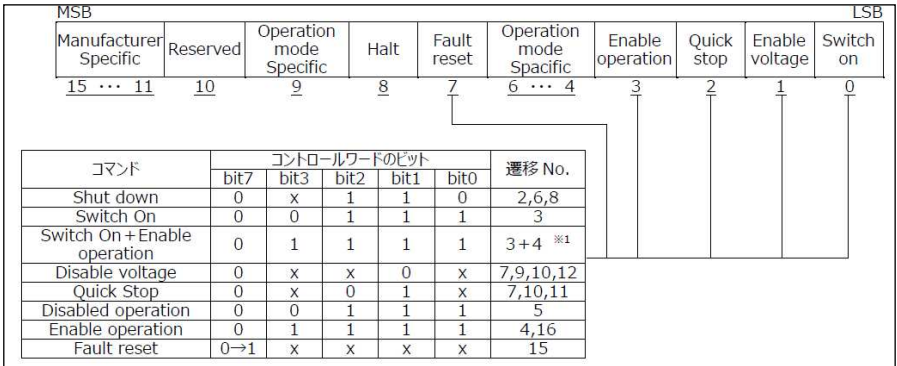 MSB LSB
Manufacturer Specific Reserved Operation mode Specific Halt Fault reset Operation mode Spacific Enable operation Quick stop Enable voltage Switch on
15 ··· 11 10 9 8 7 6 ··· 4 3 2 1 0
コマンド コントロールワードのビット 遷移 No.
bit7 bit3 bit2 bit1 bit0
Shut down 0 x 1 1 0 2,6,8
Switch On 0 0 1 1 1 3
Switch On+Enable operation 0 1 1 1 1 3+4 ※1
Disable voltage 0 x x 0 x 7,9,10,12
Quick Stop 0 x 0 1 x 7,10,11
Disabled operation 0 0 1 1 1 5
Enable operation 0 1 1 1 1 4,16
Fault reset 0→1 x x x x 15